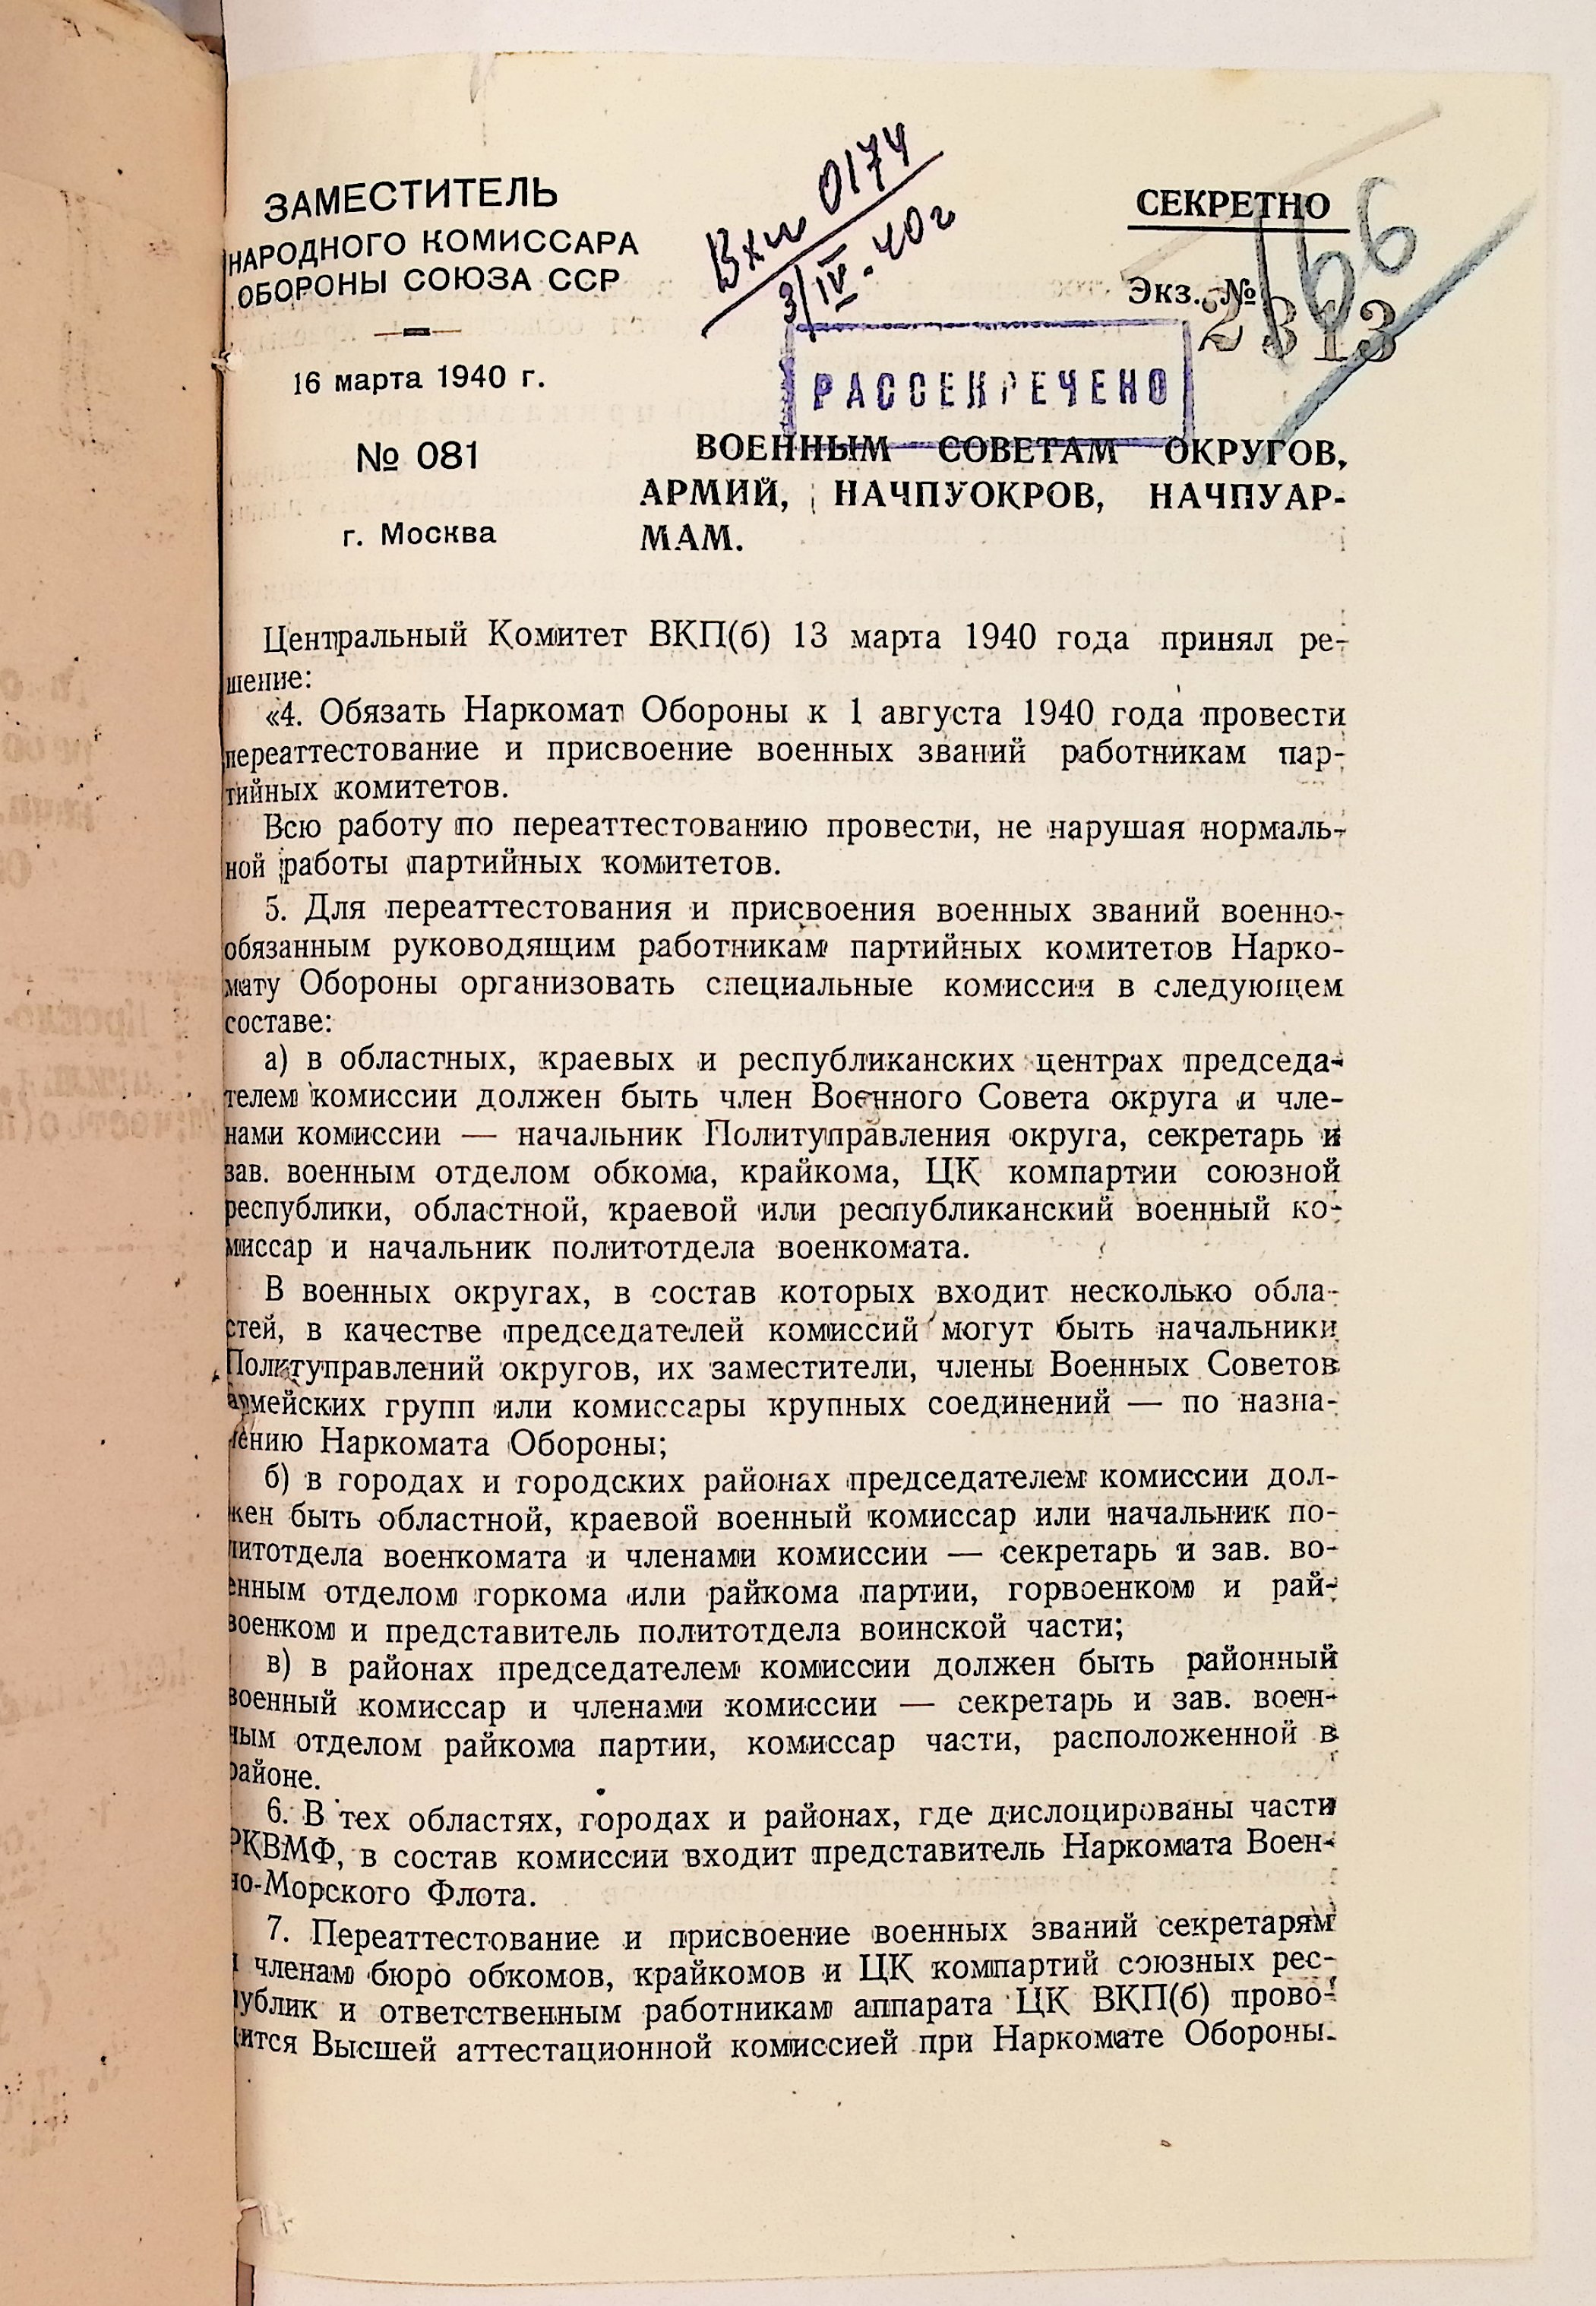 ЗАМЕСТИТЕЛЬ
НАРОДНОГО КОМИССАРА
ОБОРОНЫ СОЮЗА ССР
16 марта 1940 г.
№ 081
г. Москва
Вхи 0174
3/IV-40г
СЕКРЕТНО
Экз. №
2313
166
РАССЕКРЕЧЕНО
ВОЕННЫМ СОВЕТАМ ОКРУГОВ,
АРМИЙ, НАЧПУОКРОВ, НАЧПУАР-
МАМ.
Центральный Комитет ВКП(б) 13 марта 1940 года принял ре-
шение:
«4. Обязать Наркомат Обороны к 1 августа 1940 года провести
переаттестование и присвоение военных званий работникам пар-
тийных комитетов.
Всю работу по переаттестованию провести, не нарушая нормаль-
ной работы партийных комитетов.
5. Для переаттестования и присвоения военных званий военно-
обязанным руководящим работникам партийных комитетов Нарко-
мату Обороны организовать специальные комиссии в следующем
составе:
а) в областных, краевых и республиканских центрах председа-
телем комиссии должен быть член Военного Совета округа и чле-
нами комиссии — начальник Политуправления округа, секретарь и
зав. военным отделом обкома, крайкома, ЦК компартии союзной
республики, областной, краевой или республиканский военный ко-
миссар и начальник политотдела военкомата.
В военных округах, в состав которых входит несколько обла-
стей, в качестве председателей комиссий могут быть начальники
Политуправлений округов, их заместители, члены Военных Советов
армейских групп или комиссары крупных соединений — по назна-
чению Наркомата Обороны;
б) в городах и городских районах председателем комиссии дол-
жен быть областной, краевой военный комиссар или начальник по-
литотдела военкомата и членами комиссии — секретарь и зав. во-
енным отделом горкома или райкома партии, горвоенком и рай-
военком и представитель политотдела воинской части;
в) в районах председателем комиссии должен быть районный
военный комиссар и членами комиссии — секретарь и зав. воен-
ным отделом райкома партии, комиссар части, расположенной в
районе.
6. В тех областях, городах и районах, где дислоцированы части
РКВМФ, в состав комиссии входит представитель Наркомата Воен-
но-Морского Флота.
7. Переаттестование и присвоение военных званий секретарям
и членам бюро обкомов, крайкомов и ЦК компартий союзных рес-
публик и ответственным работникам аппарата ЦК ВКП(б) прово-
дится Высшей аттестационной комиссией при Наркомате Обороны.